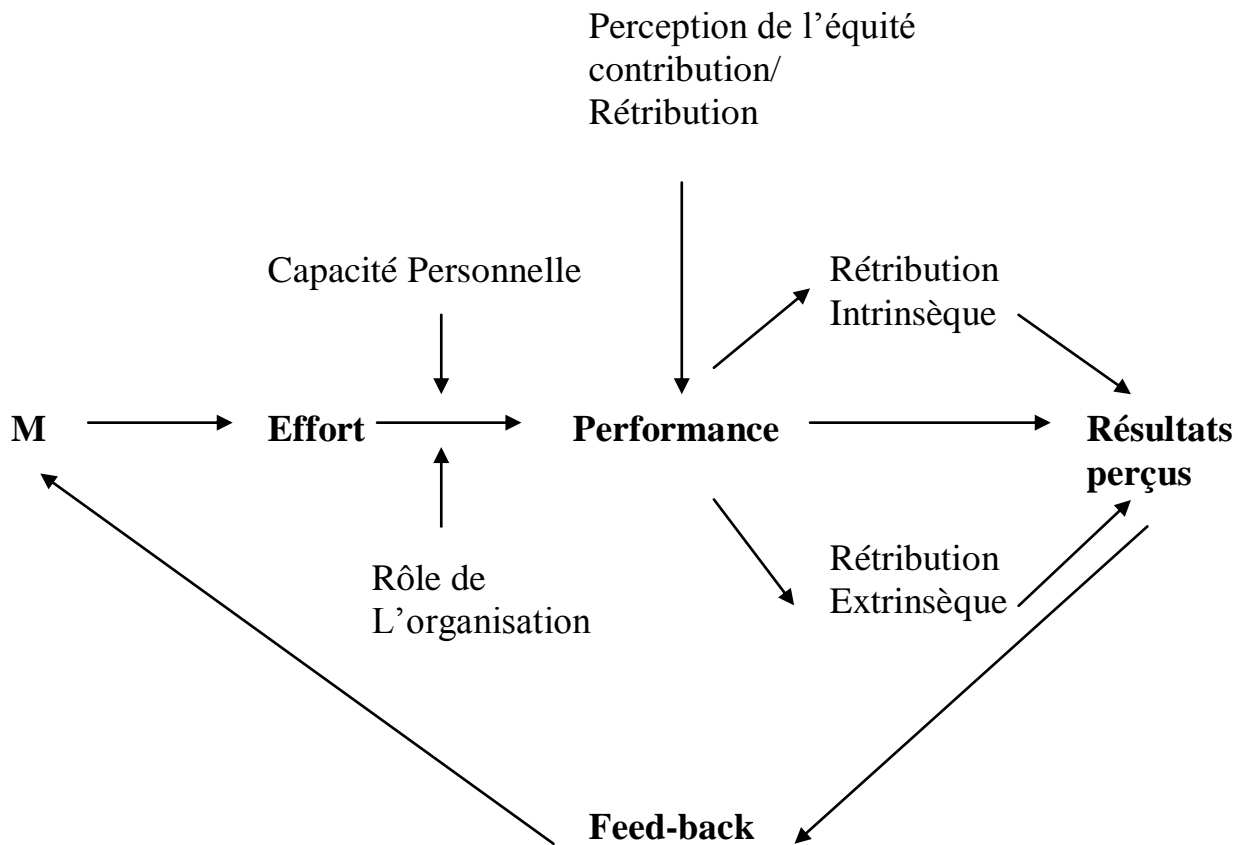 Perception de l’équité
contribution/
Rétribution
Capacité Personnelle
Rétribution
Intrinsèque
M
Effort
Performance
Résultats
perçus
Rôle de
L’organisation
Rétribution
Extrinsèque
Feed-back